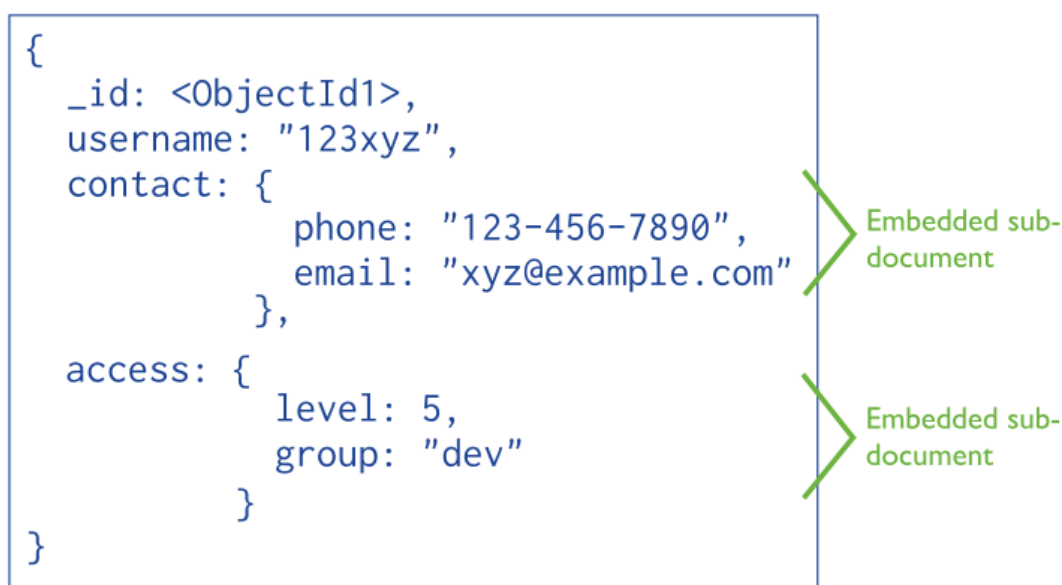 {
_id: <ObjectId1>,
username: "123xyz",
contact: {
phone: "123-456-7890",
email: "xyz@example.com"
},
Embedded sub-
document
access: {
level: 5,
group: "dev"
}
Embedded sub-
document
}